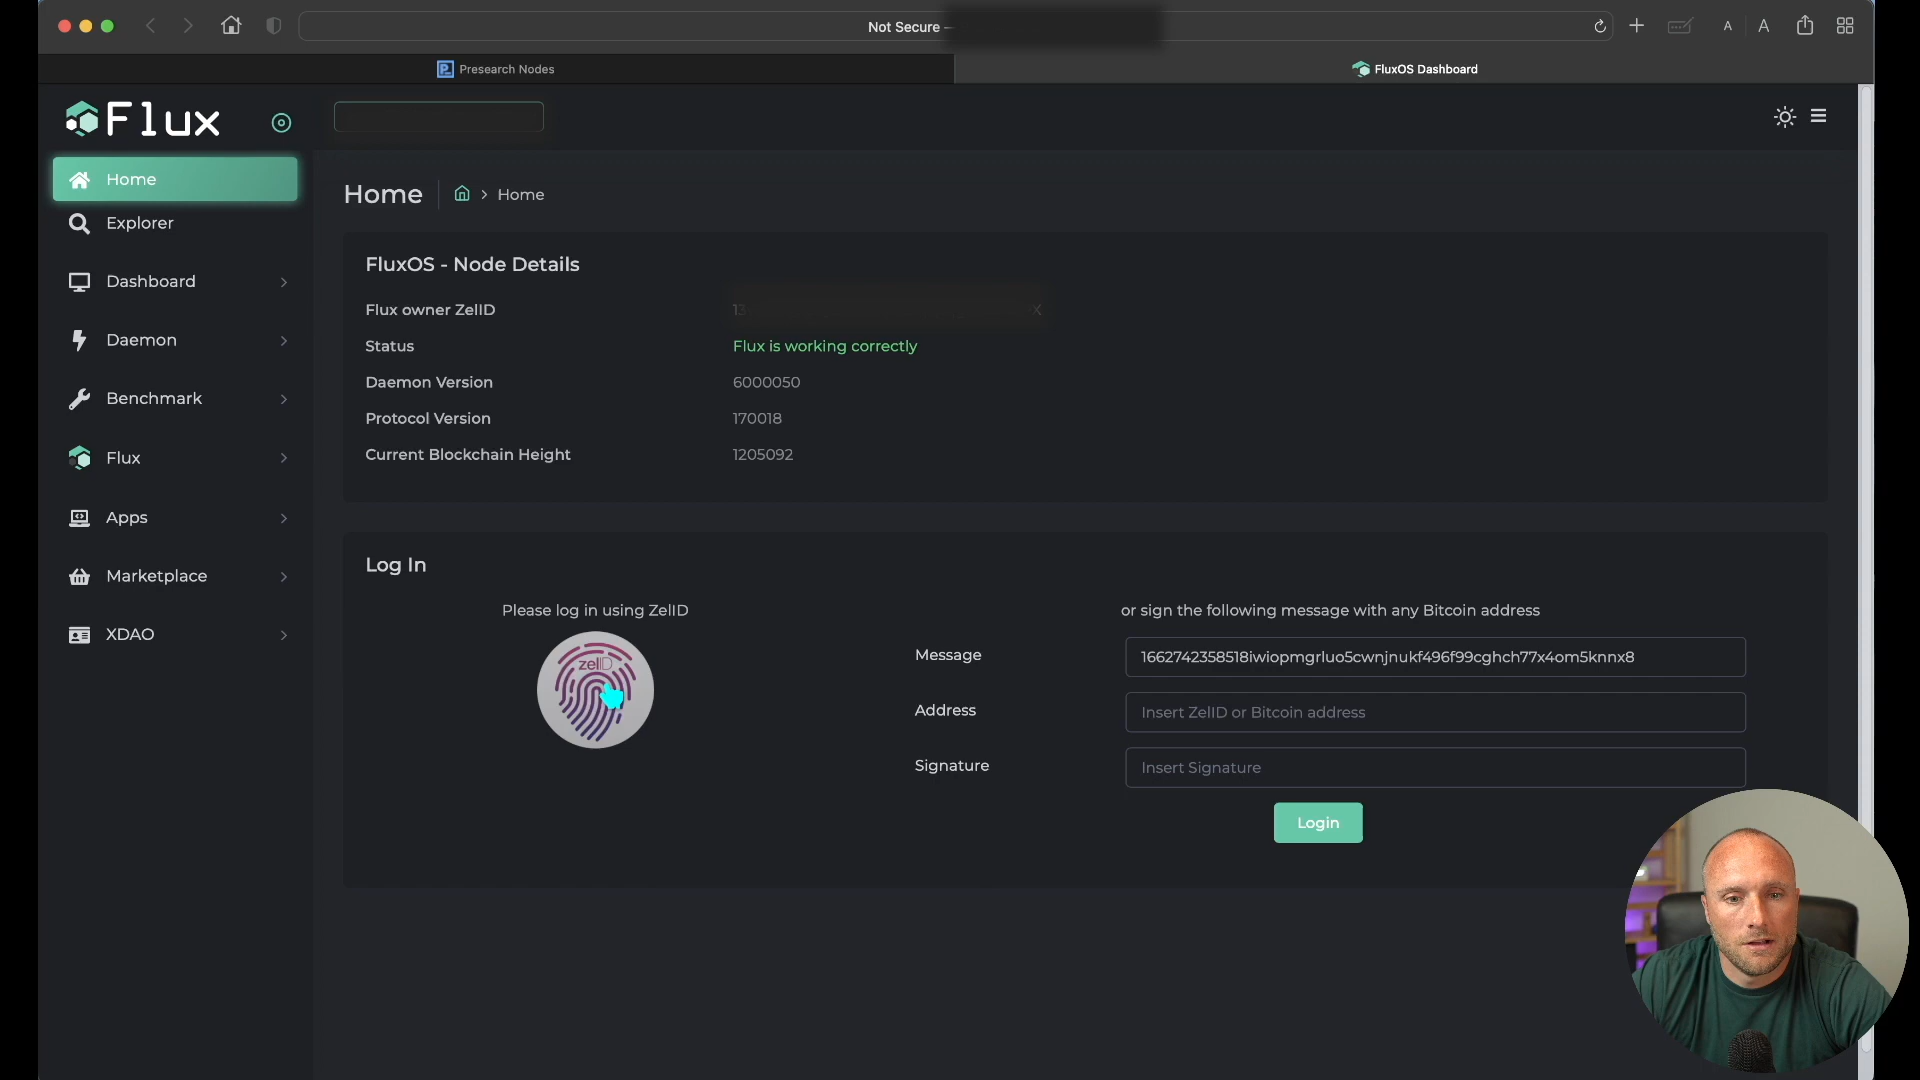 Not Secure —
A
A
Presearch Nodes
FluxOS Dashboard
Flux
Home
Explorer
Dashboard
Daemon
Benchmark
Flux
Apps
Marketplace
XDAO
Home
Home
FluxOS - Node Details
Flux owner ZelID
Status Flux is working correctly
Daemon Version 6000050
Protocol Version 170018
Current Blockchain Height 1205092
Log In
Please log in using ZelID
zelID
or sign the following message with any Bitcoin address
Message 1662742358518iwiopmgrluo5cwnjnukf496f99cghch77x4om5knnx8
Address Insert ZelID or Bitcoin address
Signature Insert Signature
Login